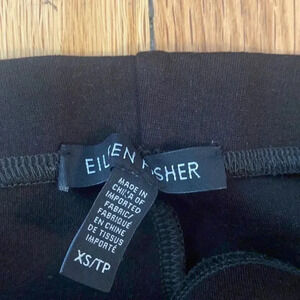 EILEEN FISHER
MADE IN
CHINA OF
IMPORTED
FABRIC/
FABRIQUÉ
EN CHINE
DE TISSUS
IMPORTÉ
XS/TP